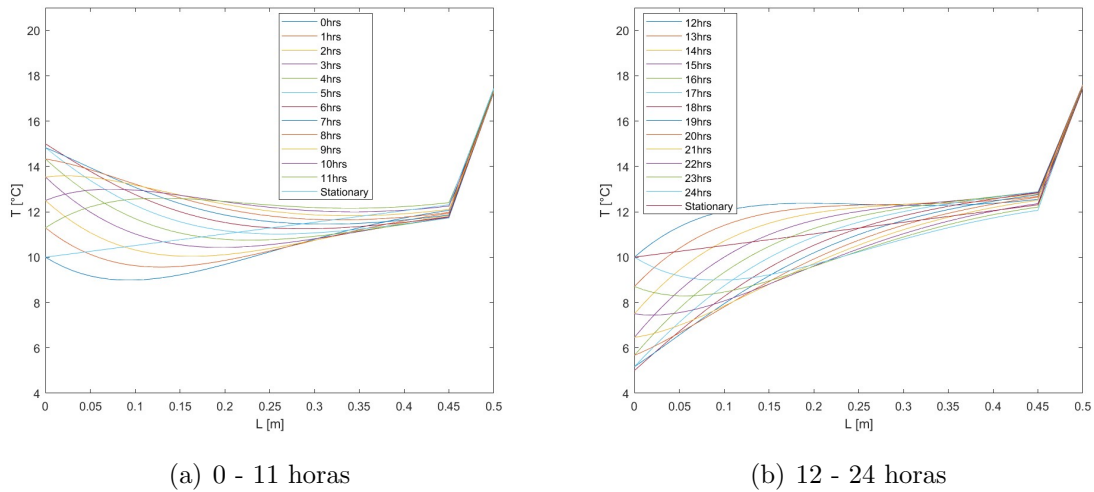 20
18
16
14
12
10
8
6
4
T [°C]
0 0.05 0.1 0.15 0.2 0.25 0.3 0.35 0.4 0.45 0.5
L [m]
0hrs
1hrs
2hrs
3hrs
4hrs
5hrs
6hrs
7hrs
8hrs
9hrs
10hrs
11hrs
Stationary
(a) 0 - 11 horas
20
18
16
14
12
10
8
6
4
T [°C]
0 0.05 0.1 0.15 0.2 0.25 0.3 0.35 0.4 0.45 0.5
L [m]
12hrs
13hrs
14hrs
15hrs
16hrs
17hrs
18hrs
19hrs
20hrs
21hrs
22hrs
23hrs
24hrs
Stationary
(b) 12 - 24 horas